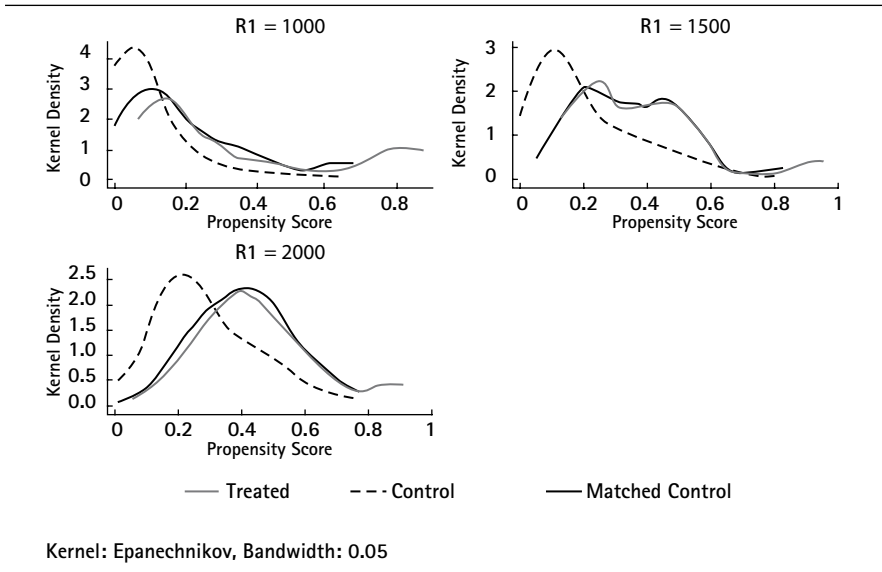 R1 = 1000
Kernel Density
4
3
2
1
0
0 0.2 0.4 0.6 0.8
Propensity Score
R1 = 1500
Kernel Density
3
2
1
0
0 0.2 0.4 0.6 0.8 1
Propensity Score
R1 = 2000
Kernel Density
2.5
2.0
1.5
1.0
0.5
0.0
0 0.2 0.4 0.6 0.8 1
Propensity Score
Treated Control Matched Control
Kernel: Epanechnikov, Bandwidth: 0.05